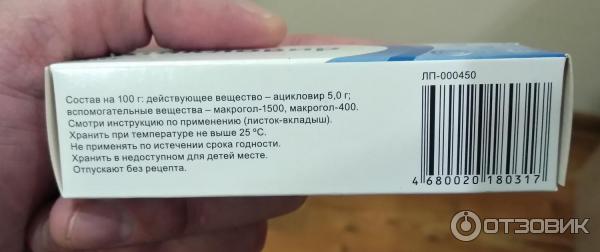 ЛП-000450
Состав на 100 г: действующее вещество – ацикловир 5,0 г;
вспомогательные вещества – макрогол-1500, макрогол-400.
Смотри инструкцию по применению (листок-вкладыш).
Хранить при температуре не выше 25 ºС.
Не применять по истечении срока годности.
Хранить в недоступном для детей месте.
Отпускают без рецепта.
4 680020 180317
ОТЗОВИК